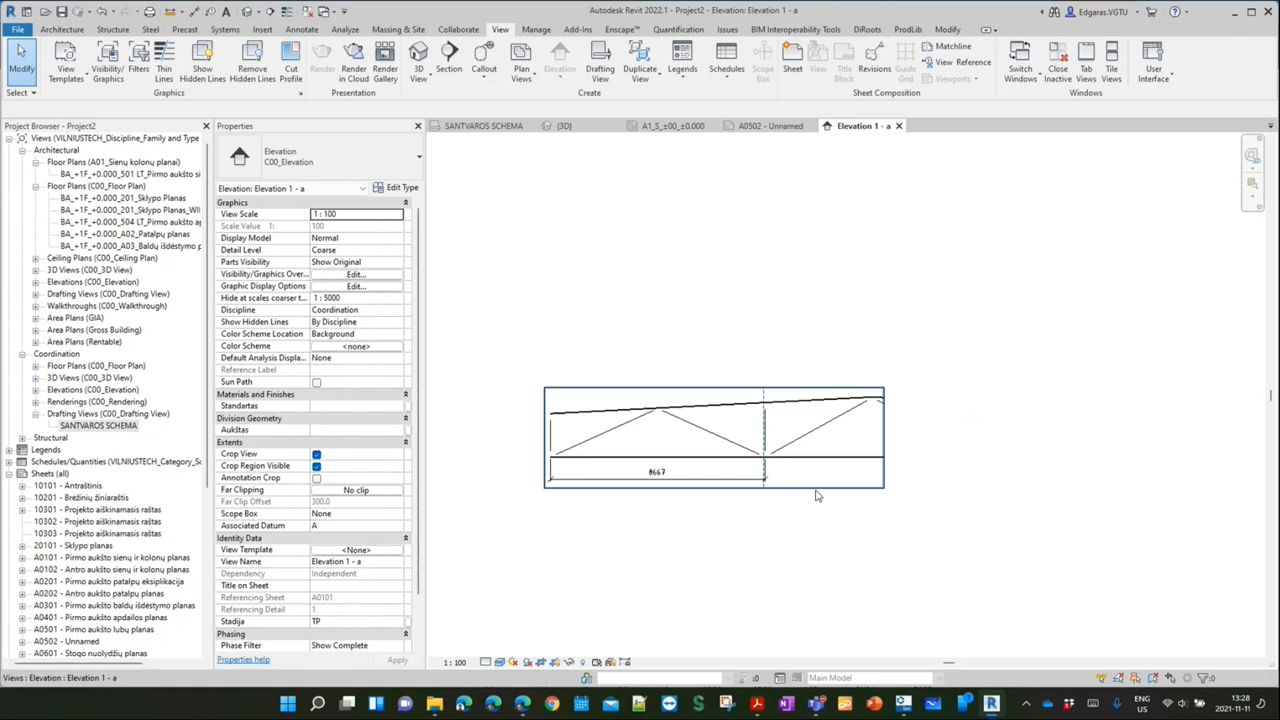 Autodesk Revit 2022.1 - Project2 - Elevation: Elevation 1 - a
Edgaras.VGTU
File Architecture Structure Steel Precast Systems Insert Annotate Analyze Massing & Site Collaborate View Manage Add-Ins Enscape™ Quantification Issues BIM Interoperability Tools DiRoots ProdLib Modify
Modify
View Templates
Visibility/ Graphics
Filters
Thin Lines
Show Hidden Lines
Remove Hidden Lines
Cut Profile
Render
Render in Cloud
Render Gallery
3D View
Section
Callout
Plan Views
Elevation
Drafting View
Duplicate View
Legends
Schedules
Scope Box
Sheet
View
Title Block
Revisions
Guide Grid
Matchline
View Reference
Viewports
Switch Windows
Close Inactive
Tab Views
Tile Views
User Interface
Select Graphics Presentation Create Sheet Composition Windows
Project Browser - Project2
Views (VILNIUSTECH_Discipline_Family and Type
Architectural
Floor Plans (A01_Sienų kolonų planai)
BA_+1F_+0.000_501 LT_Pirmo aukšto si
Floor Plans (C00_Floor Plan)
BA_+1F_+0.000_201_Sklypo Planas
BA_+1F_+0.000_201_Sklypo Planas_WI
BA_+1F_+0.000_504 LT_Pirmo aukšto ap
BA_+1F_+0.000_A02_Patalpų planas
BA_+1F_+0.000_A03_Baldų išdėstymo p
Ceiling Plans (C00_Ceiling Plan)
3D Views (C00_3D View)
Elevations (C00_Elevation)
Drafting Views (C00_Drafting View)
Walkthroughs (C00_Walkthrough)
Area Plans (GIA)
Area Plans (Gross Building)
Area Plans (Rentable)
Coordination
Floor Plans (C00_Floor Plan)
3D Views (C00_3D View)
Elevations (C00_Elevation)
Renderings (C00_Rendering)
Drafting Views (C00_Drafting View)
SANTVAROS SCHEMA
Structural
Legends
Schedules/Quantities (VILNIUSTECH_Category_Sc
Sheets (all)
10101 - Antraštinis
10201 - Brėžinių žiniaraštis
10301 - Projekto aiškinamasis raštas
10302 - Projekto aiškinamasis raštas
10303 - Projekto aiškinamasis raštas
20101 - Sklypo planas
A0101 - Pirmo aukšto sienų ir kolonų planas
A0102 - Antro aukšto sienų ir kolonų planas
A0201 - Pirmo aukšto patalpų eksplikacija
A0202 - Antro aukšto patalpų planas
A0301 - Pirmo aukšto baldų išdėstymo planas
A0401 - Pirmo aukšto apdailos planas
A0501 - Pirmo aukšto lubų planas
A0502 - Unnamed
A0601 - Stogo nuolydžių planas
Properties
Elevation
C00_Elevation
Elevation: Elevation 1 - a
Edit Type
Graphics
View Scale 1 : 100
Scale Value 1: 100
Display Model Normal
Detail Level Coarse
Parts Visibility Show Original
Visibility/Graphics Over... Edit...
Graphic Display Options Edit...
Hide at scales coarser t... 1 : 5000
Discipline Coordination
Show Hidden Lines By Discipline
Color Scheme Location Background
Color Scheme <none>
Default Analysis Displa... None
Reference Label
Sun Path
Materials and Finishes
Standartas
Division Geometry
Aukštas
Extents
Crop View
Crop Region Visible
Annotation Crop
Far Clipping No clip
Far Clip Offset 300.0
Scope Box None
Associated Datum A
Identity Data
View Template <None>
View Name Elevation 1 - a
Dependency Independent
Title on Sheet
Referencing Sheet A0101
Referencing Detail 1
Stadija TP
Phasing
Phase Filter Show Complete
Properties help
Apply
SANTVAROS SCHEMA
{3D}
A1_S_±00_±0.000
A0502 - Unnamed
Elevation 1 - a
8667
1 : 100
Views : Elevation : Elevation 1 - a
:0
Main Model
:0
ENG
US
13:28
2021-11-11